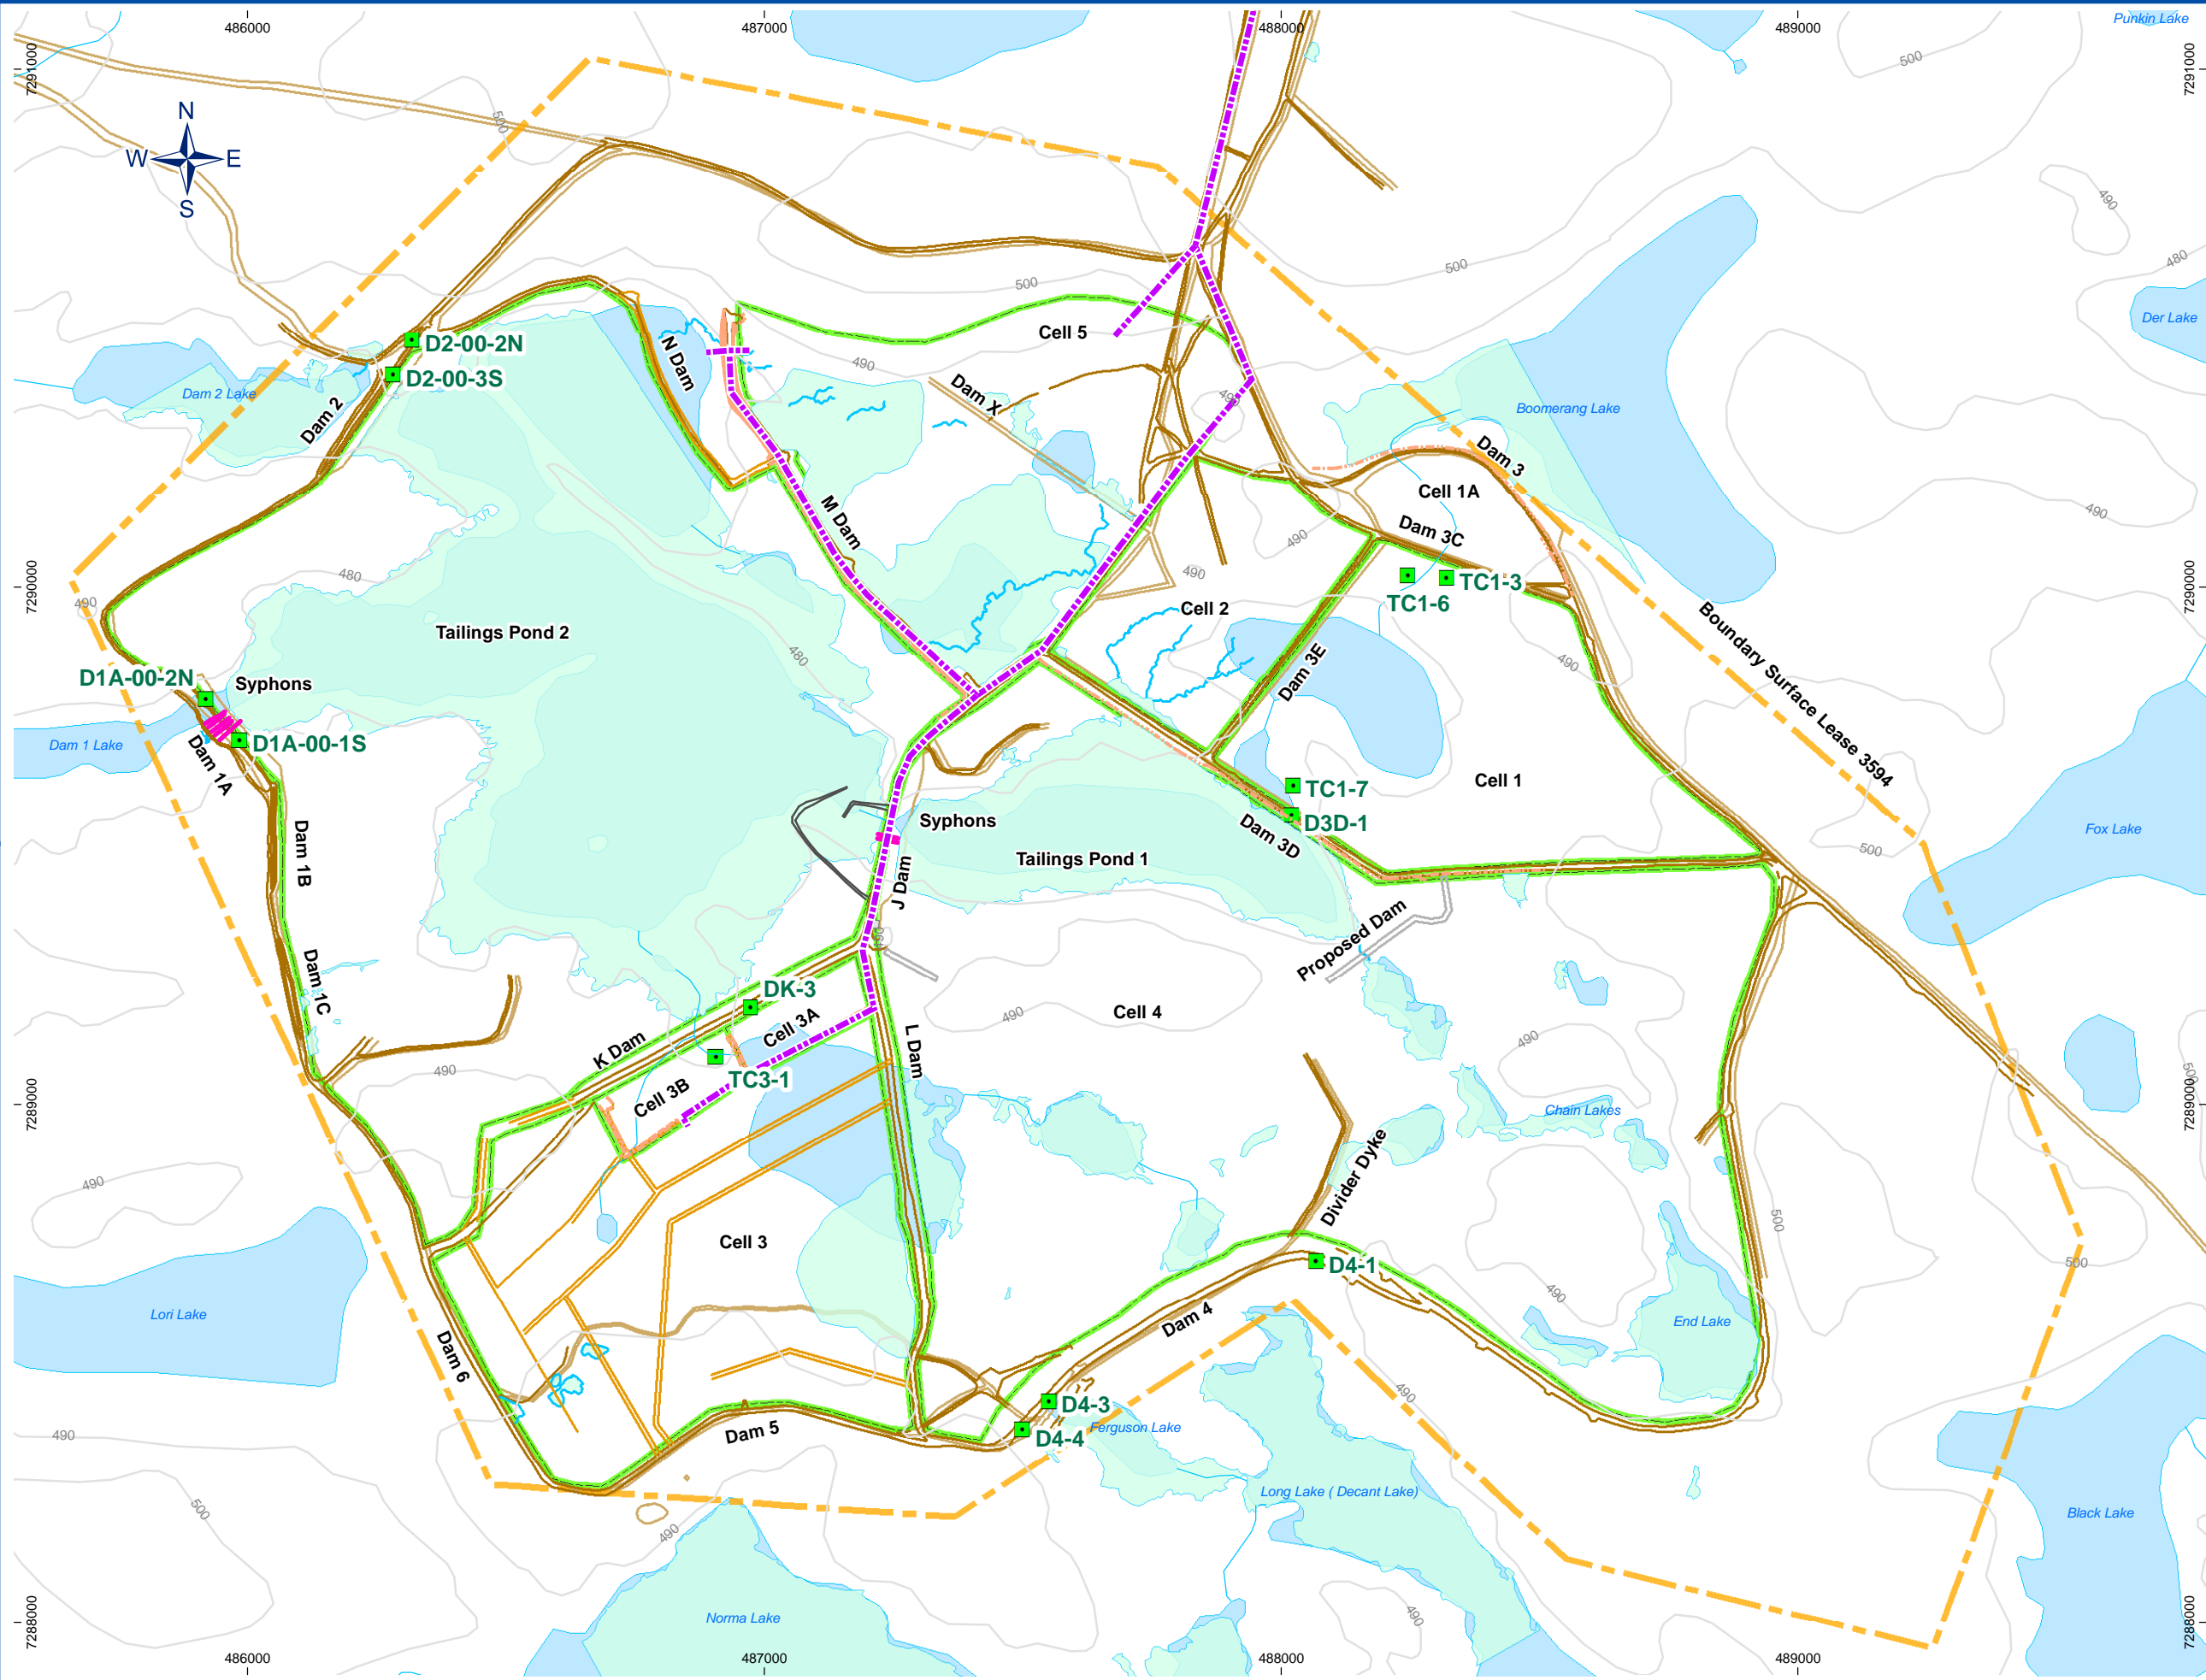 486000
487000
488000
489000
Punkin Lake
7291000
7291000
500
500
N
W E
S
490
500
500
480
Der Lake
Cell 5
D2-00-2N
N Dam
490
D2-00-3S
Dam 2 Lake
Dam 2
Dam X
490
Boomerang Lake
Dam 3
Cell 1A
M Dam
Dam 3C
490
490
480
490
TC1-3
TC1-6
7290000
7290000
490
Cell 2
Tailings Pond 2
Boundary Surface Lease 3594
480
Dam 3E
490
D1A-00-2N
Syphons
Dam 1 Lake
D1A-00-1S
Dam 1A
TC1-7
Cell 1
Syphons
D3D-1
Dam 3D
Fox Lake
500
Dam 1B
Tailings Pond 1
J Dam
490
Proposed Dam
Dam 1C
DK-3
Cell 3A
490
Cell 4
490
K Dam
L Dam
490
TC3-1
Cell 3B
500
7289000
7289000
Chain Lakes
Divider Dyke
490
500
Cell 3
500
D4-1
490
Lori Lake
Dam 4
End Lake
Dam 6
490
D4-3
Dam 5
Ferguson Lake
D4-4
490
500
Long Lake ( Decant Lake)
490
Black Lake
Norma Lake
490
7288000
7288000
486000
487000
488000
489000